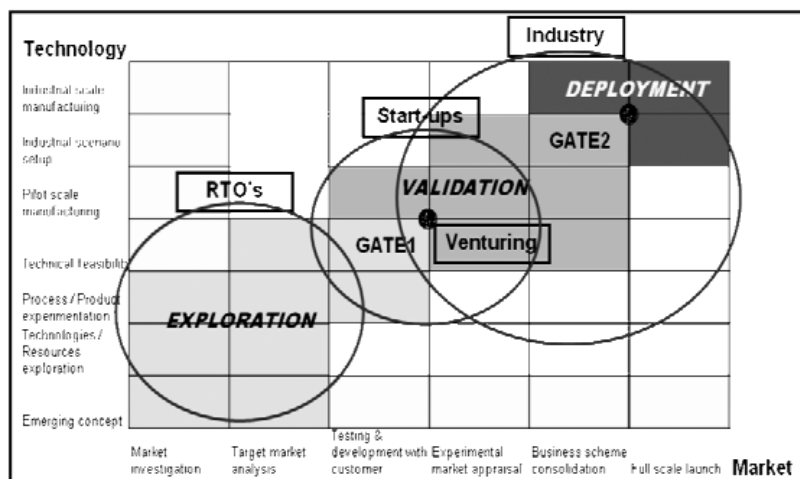 Technology
Industry
Industrial scale
manufacturing
DEPLOYMENT
Start-ups
Industrial scenario
setup
GATE2
RTO's
VALIDATION
Pilot scale
manufacturing
GATE1
Venturing
Technical feasibilit
Process / Product
experimentation
EXPLORATION
Technologies /
Resources
exploration
Emerging concept
Market
investigation
Target market
analysis
Testing &
development with
customer
Experimental
market appraisal
Business scheme
consolidation
Full scale launch
Market